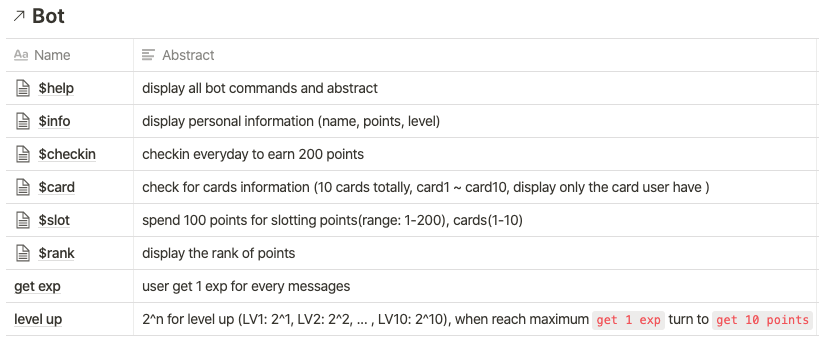 Bot
Aa Name Abstract
$help display all bot commands and abstract
$info display personal information (name, points, level)
$checkin checkin everyday to earn 200 points
$card check for cards information (10 cards totally, card1 ~ card10, display only the card user have )
$slot spend 100 points for slotting points(range: 1-200), cards(1-10)
$rank display the rank of points
get exp user get 1 exp for every messages
level up 2^n for level up (LV1: 2^1, LV2: 2^2, ... , LV10: 2^10), when reach maximum get 1 exp turn to get 10 points